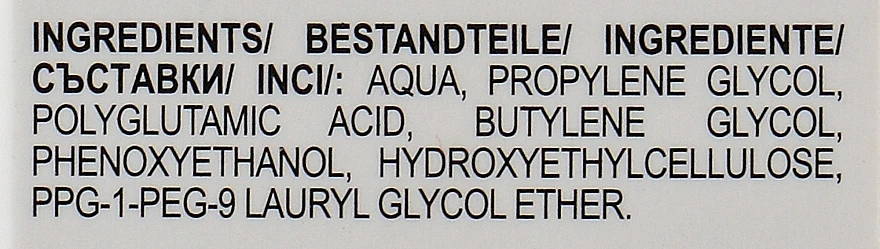 INGREDIENTS/ BESTANDTEILE/ INGREDIENTE/
СЪСТАВКИ/ INCI/: AQUA, PROPYLENE GLYCOL,
POLYGLUTAMIC ACID, BUTYLENE GLYCOL,
PHENOXYETHANOL, HYDROXYETHYLCELLULOSE,
PPG-1-PEG-9 LAURYL GLYCOL ETHER.